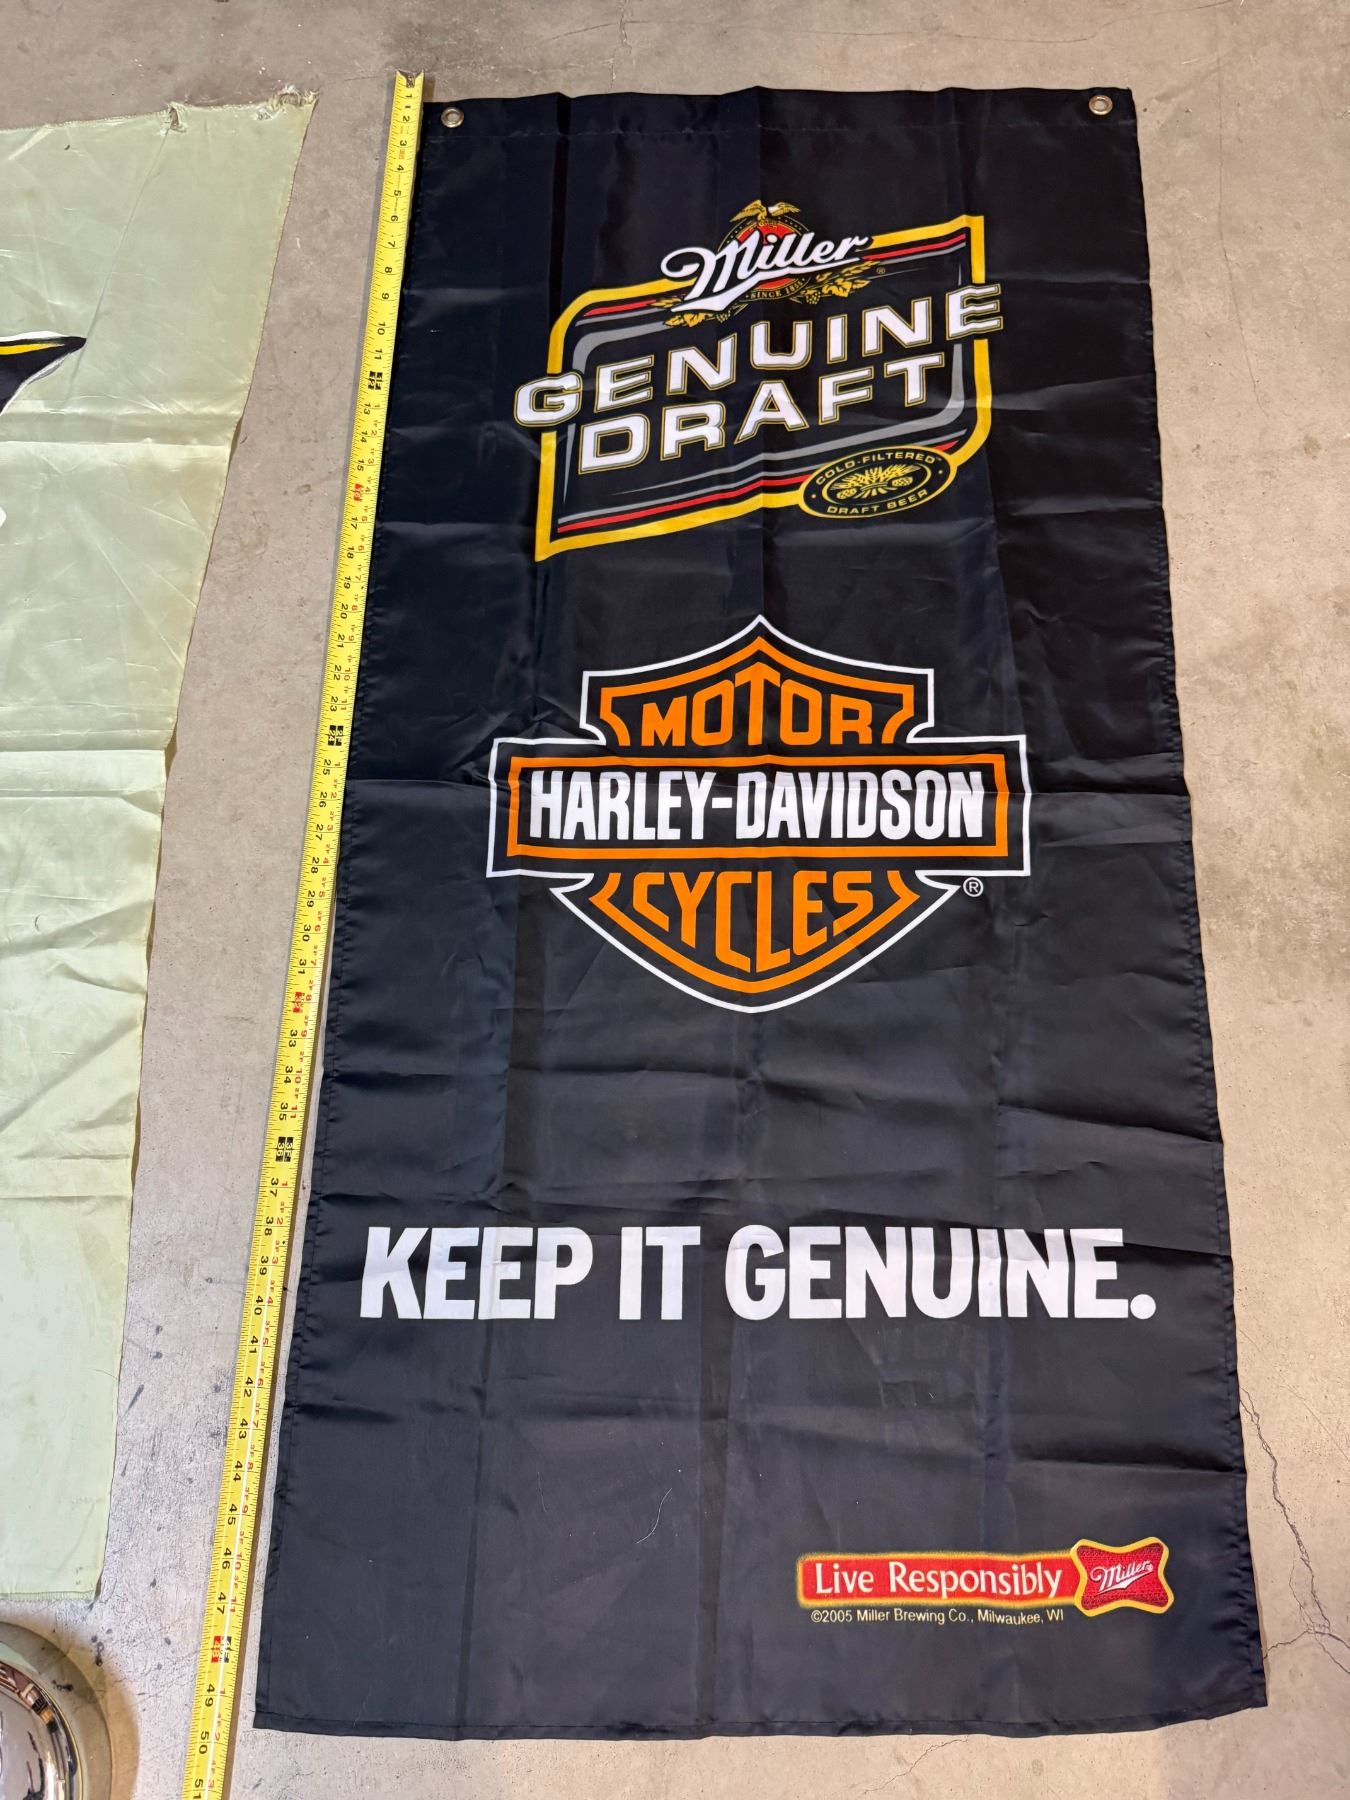 Miller
SINCE 1855
®
GENUINE
DRAFT
COLD-FILTERED™
DRAFT BEER
MOTOR
HARLEY-DAVIDSON
CYCLES
®
KEEP IT GENUINE.
Live Responsibly Miller
©2005 Miller Brewing Co., Milwaukee, WI